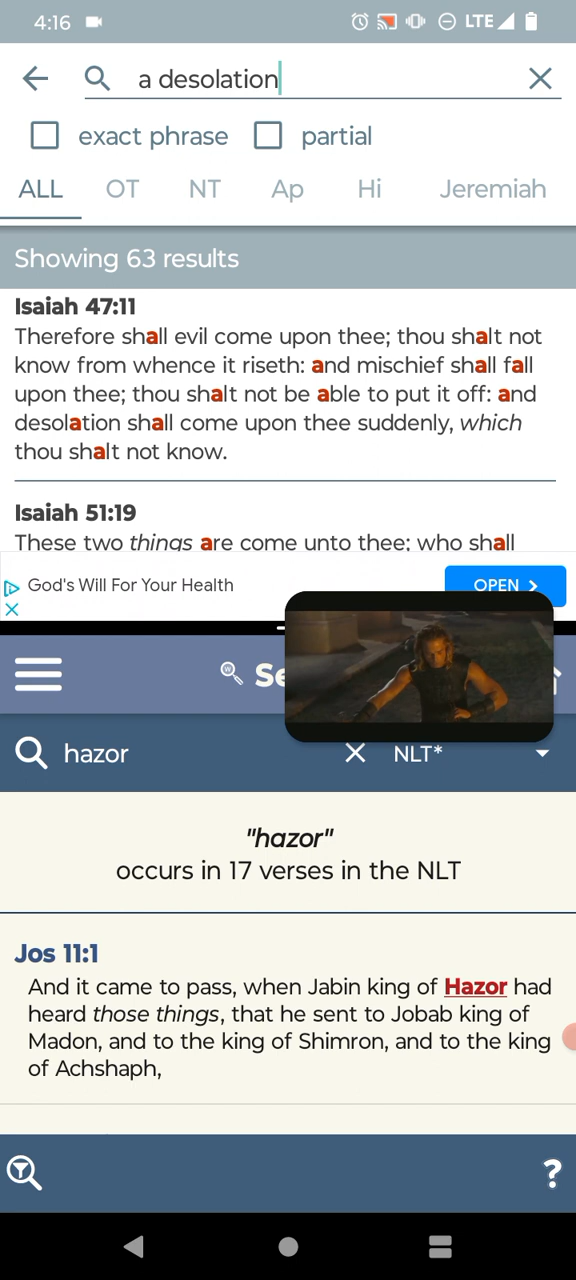 4:16 LTE
a desolation
exact phrase partial
ALL OT NT Ap Hi Jeremiah
Showing 63 results
Isaiah 47:11
Therefore shall evil come upon thee; thou shalt not
know from whence it riseth: and mischief shall fall
upon thee; thou shalt not be able to put it off: and
desolation shall come upon thee suddenly, which
thou shalt not know.
Isaiah 51:19
These two things are come unto thee; who shall
God's Will For Your Health
OPEN
hazor NLT*
"hazor"
occurs in 17 verses in the NLT
Jos 11:1
And it came to pass, when Jabin king of Hazor had
heard those things, that he sent to Jobab king of
Madon, and to the king of Shimron, and to the king
of Achshaph,
?